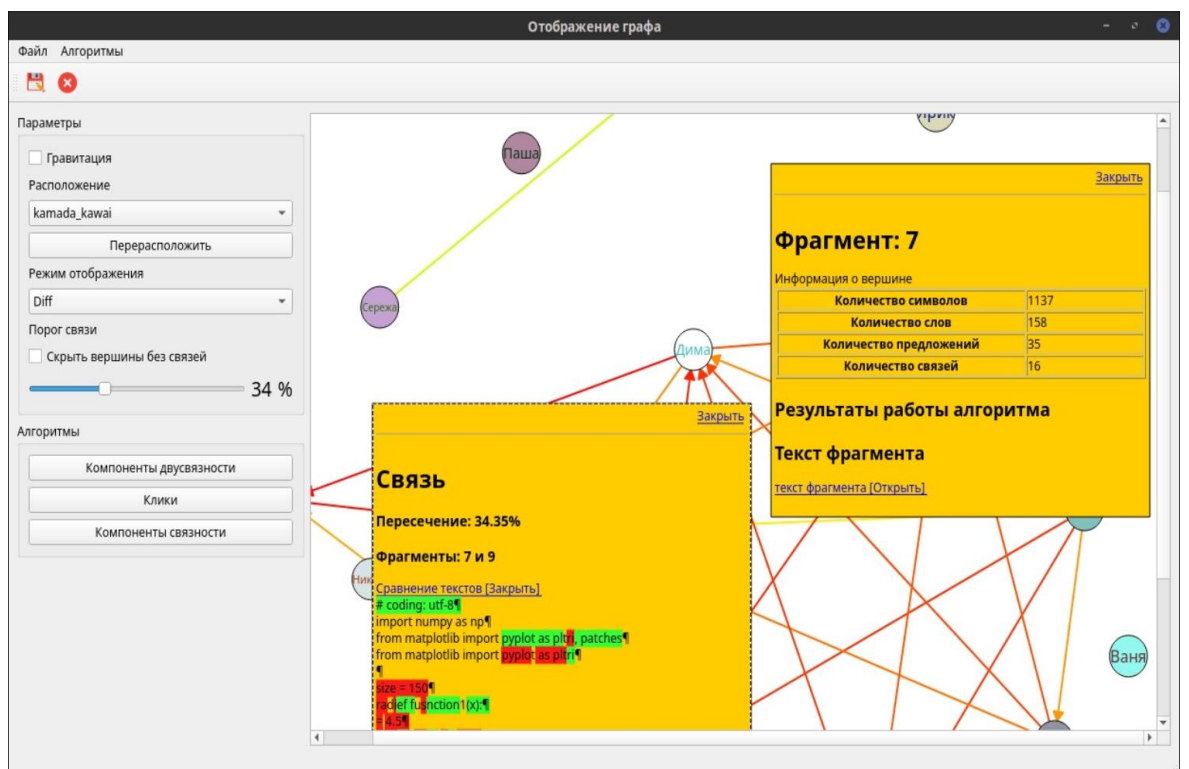 Отображение графа
Файл Алгоритмы
Параметры
Гравитация
Расположение
kamada_kawai
Перерасположить
Режим отображения
Diff
Порог связи
Скрыть вершины без связей
34 %
Алгоритмы
Компоненты двусвязности
Клики
Компоненты связности
Ирик
Паша
Сережа
Дима
Ник
Ваня
Закрыть
Фрагмент: 7
Информация о вершине
Количество символов 1137
Количество слов 158
Количество предложений 35
Количество связей 16
Результаты работы алгоритма
Текст фрагмента
текст фрагмента [Открыть]
Закрыть
Связь
Пересечение: 34.35%
Фрагменты: 7 и 9
Сравнение текстов [Закрыть]
# coding: utf-8¶
import numpy as np¶
from matplotlib import pyplot as pltri, patches¶
from matplotlib import pyplot as pltri¶
¶
size = 150¶
radief fusnction1(x):¶
= 4.5¶